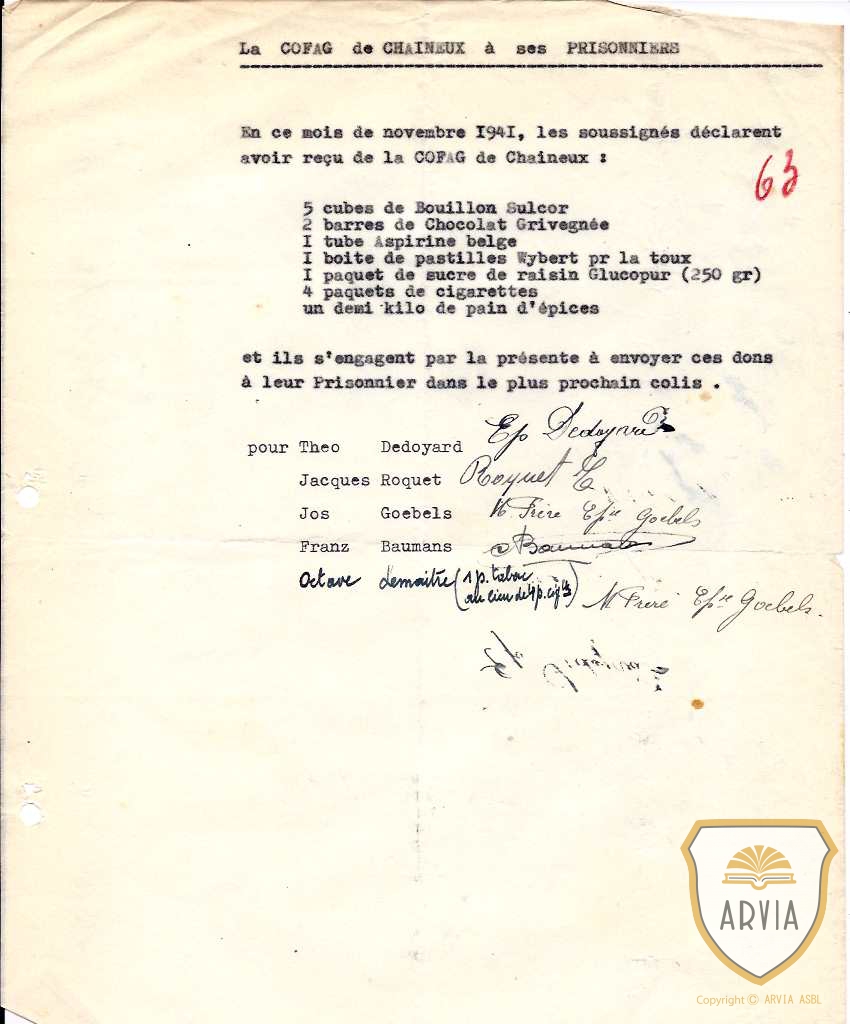 La COFAG de CHAINEUX à ses PRISONNIERS
En ce mois de novembre I94I, les soussignés déclarent
avoir reçu de la COFAG de Chaineux :
63
5 cubes de Bouillon Sulcor
2 barres de Chocolat Grivegnée
I tube Aspirine belge
I boite de pastilles Wybert pr la toux
I paquet de sucre de raisin Glucopur (250 gr)
4 paquets de cigarettes
un demi kilo de pain d'épices
et ils s'engagent par la présente à envoyer ces dons
à leur Prisonnier dans le plus prochain colis .
pour Theo Dedoyard Ep Dedoyard
Jacques Roquet Roquet
Jos Goebels M Frère Epse Goebels
Franz Baumans Baumans
Octave Lemaitre (1 p. tabac
au lieu de 4 p. cigtes) M Frère Epse Goebels.
ARVIA
Copyright © ARVIA ASBL